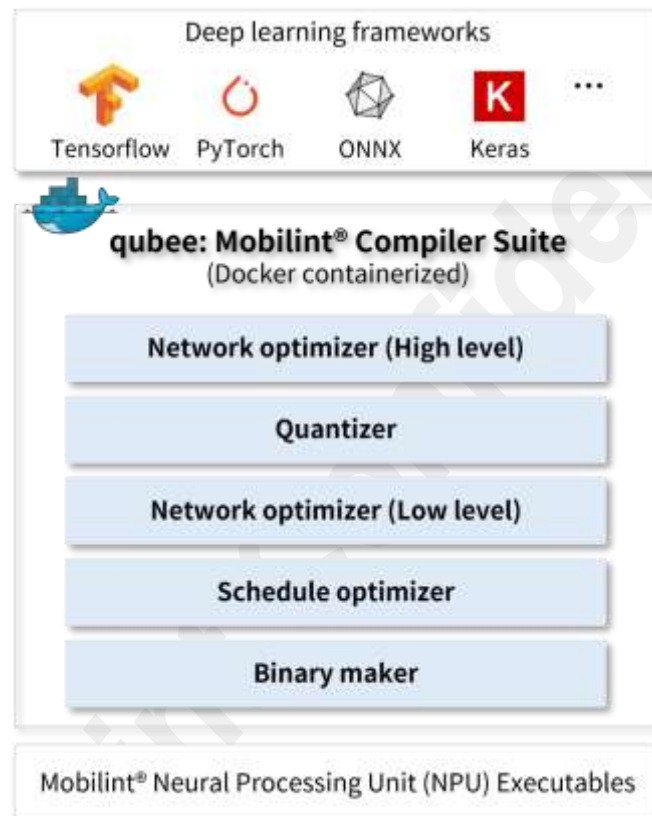 Deep learning frameworks
...
K
Tensorflow PyTorch ONNX Keras
qubee: Mobilint® Compiler Suite
(Docker containerized)
Network optimizer (High level)
Quantizer
Network optimizer (Low level)
Schedule optimizer
Binary maker
Mobilint® Neural Processing Unit (NPU) Executables